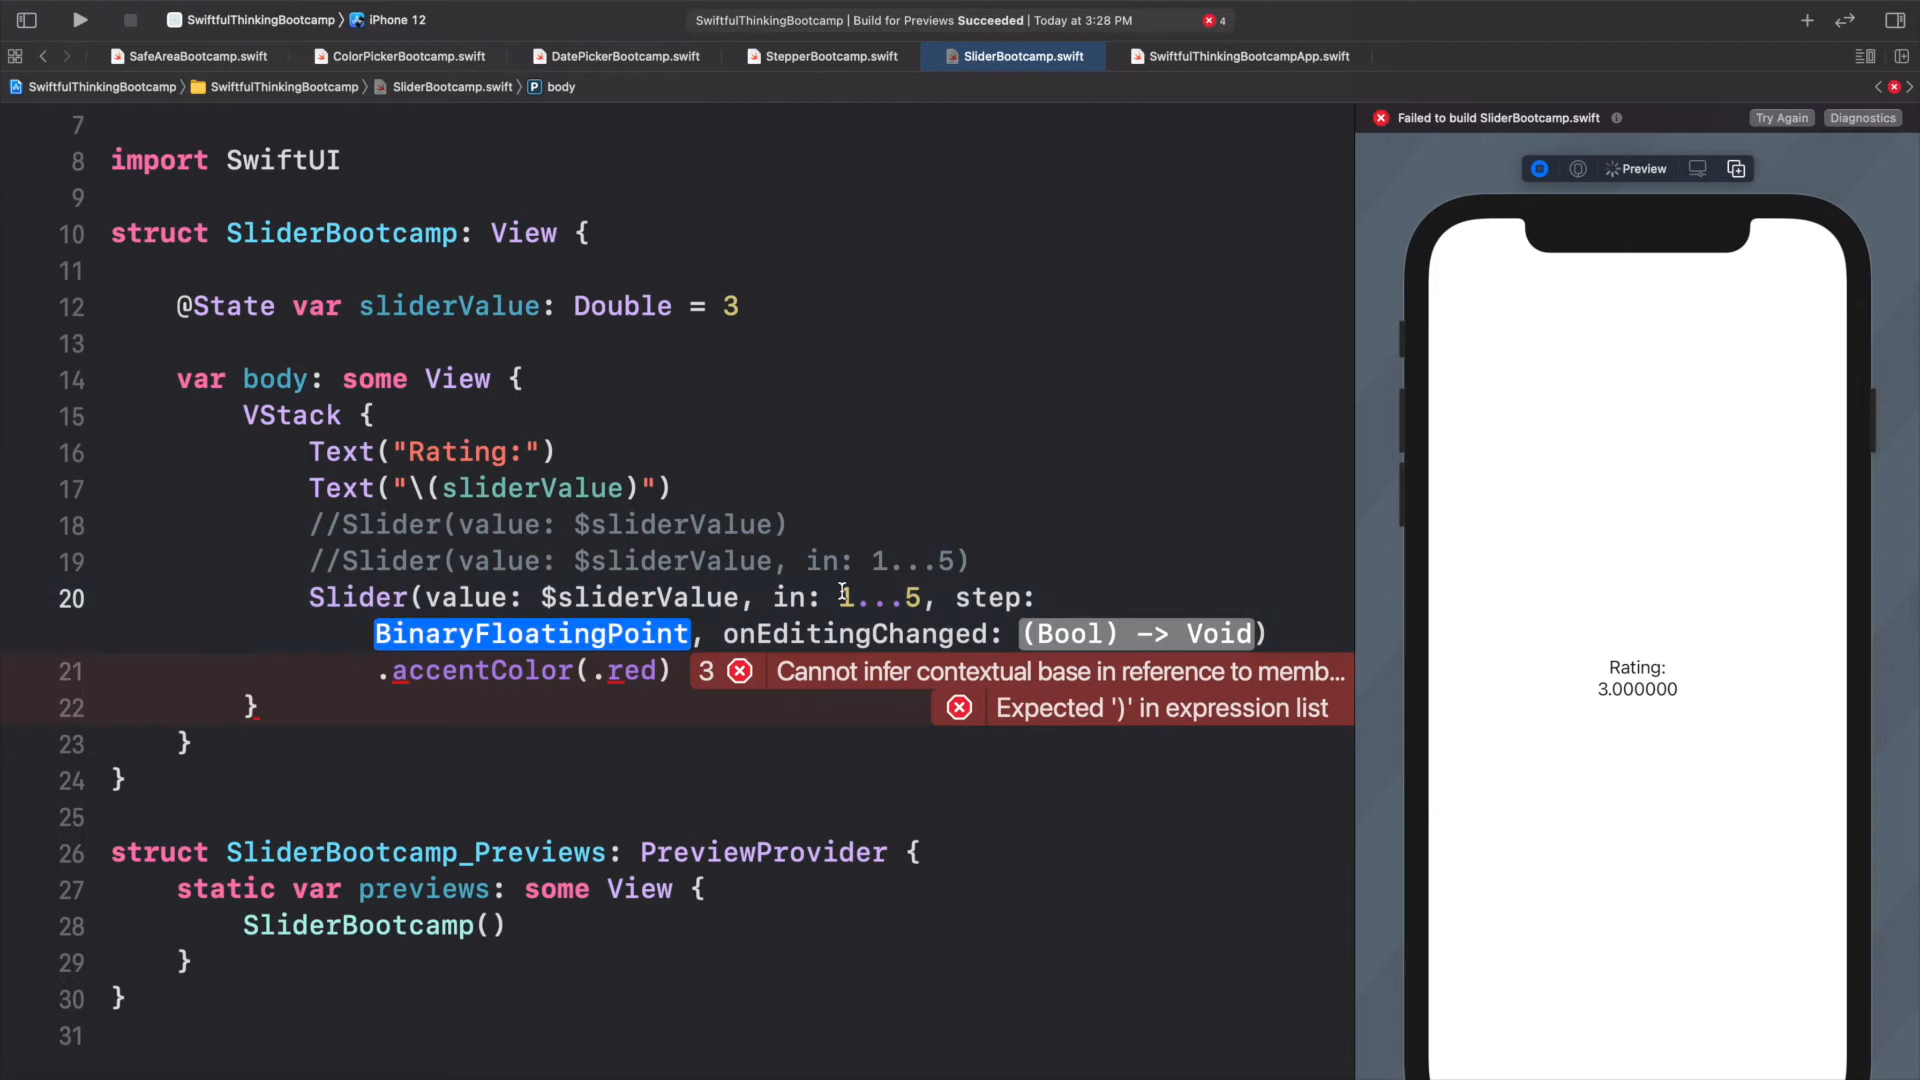 SwiftfulThinkingBootcamp 〉 iPhone 12
SwiftfulThinkingBootcamp | Build for Previews Succeeded | Today at 3:28 PM
4
SafeAreaBootcamp.swift
ColorPickerBootcamp.swift
DatePickerBootcamp.swift
StepperBootcamp.swift
SliderBootcamp.swift
SwiftfulThinkingBootcampApp.swift
SwiftfulThinkingBootcamp 〉 SwiftfulThinkingBootcamp 〉 SliderBootcamp.swift 〉 P body
7
8 import SwiftUI
9
10 struct SliderBootcamp: View {
11
12 @State var sliderValue: Double = 3
13
14 var body: some View {
15 VStack {
16 Text("Rating:")
17 Text("\(sliderValue)")
18 //Slider(value: $sliderValue)
19 //Slider(value: $sliderValue, in: 1...5)
20 Slider(value: $sliderValue, in: 1...5, step:
BinaryFloatingPoint, onEditingChanged: (Bool) -> Void)
21 .accentColor(.red) 3 Cannot infer contextual base in reference to memb...
22 } Expected ')' in expression list
23 }
24 }
25
26 struct SliderBootcamp_Previews: PreviewProvider {
27 static var previews: some View {
28 SliderBootcamp()
29 }
30 }
31
Failed to build SliderBootcamp.swift
Try Again
Diagnostics
Preview
Rating:
3.000000